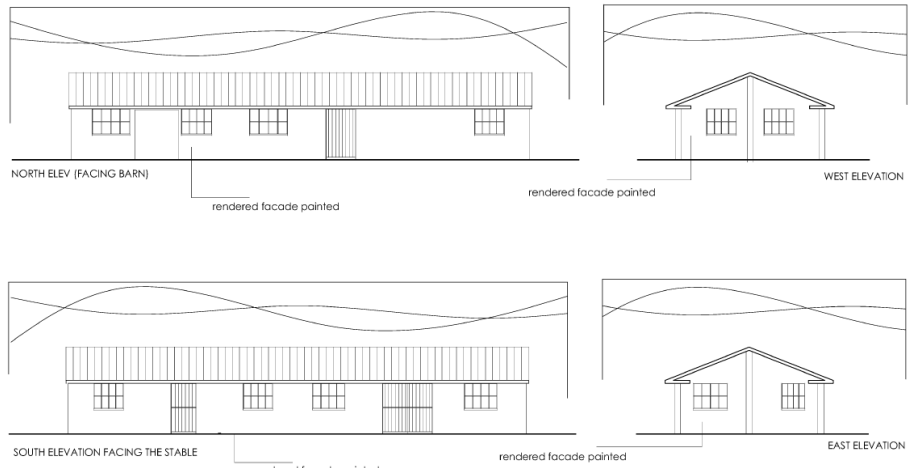 NORTH ELEV (FACING BARN)
rendered facade painted
rendered facade painted
WEST ELEVATION
SOUTH ELEVATION FACING THE STABLE
rendered facade painted
EAST ELEVATION